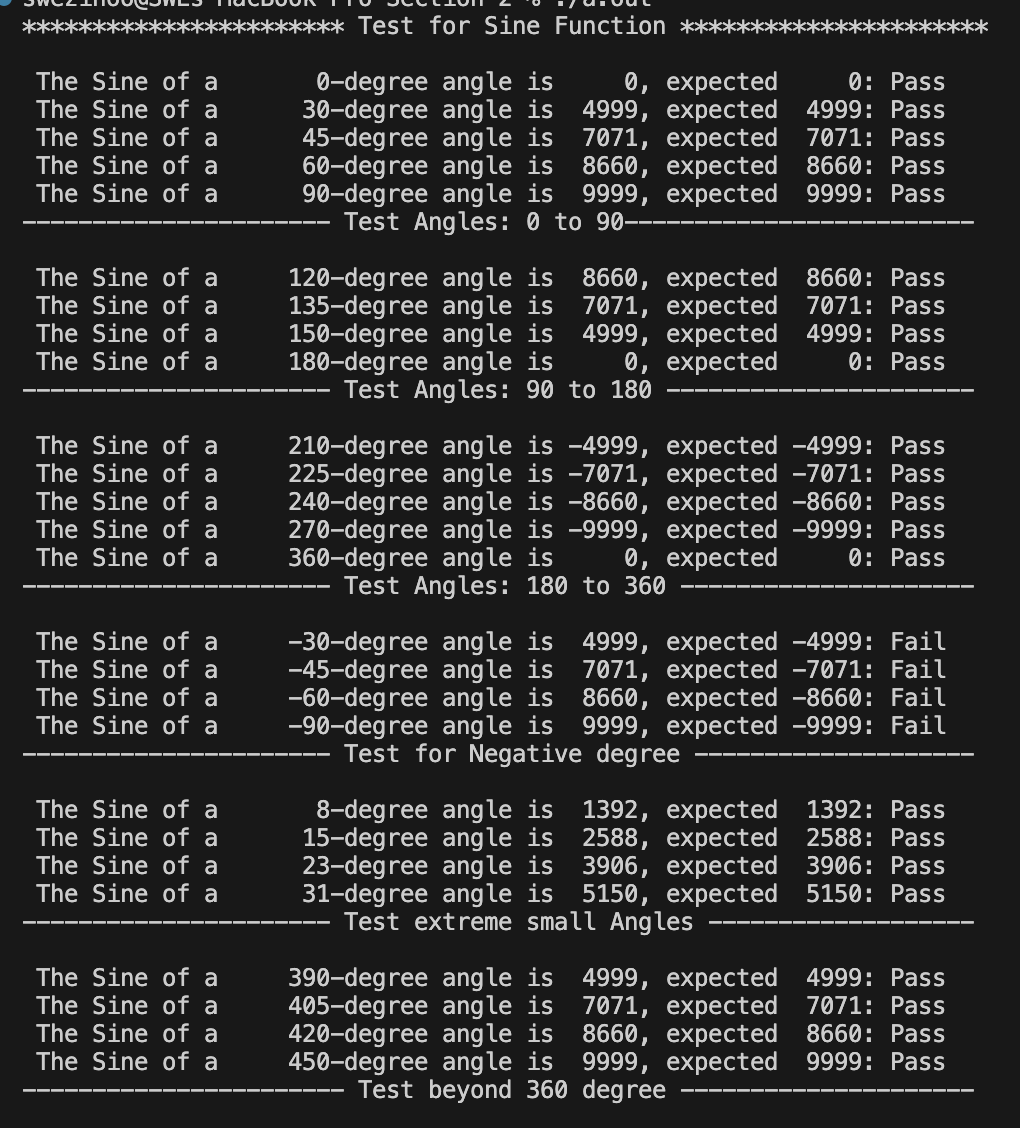 *********************** Test for Sine Function **********************
The Sine of a      0-degree angle is     0, expected     0: Pass
The Sine of a     30-degree angle is  4999, expected  4999: Pass
The Sine of a     45-degree angle is  7071, expected  7071: Pass
The Sine of a     60-degree angle is  8660, expected  8660: Pass
The Sine of a     90-degree angle is  9999, expected  9999: Pass
---------------------- Test Angles: 0 to 90-------------------------
The Sine of a    120-degree angle is  8660, expected  8660: Pass
The Sine of a    135-degree angle is  7071, expected  7071: Pass
The Sine of a    150-degree angle is  4999, expected  4999: Pass
The Sine of a    180-degree angle is     0, expected     0: Pass
---------------------- Test Angles: 90 to 180 ----------------------
The Sine of a    210-degree angle is -4999, expected -4999: Pass
The Sine of a    225-degree angle is -7071, expected -7071: Pass
The Sine of a    240-degree angle is -8660, expected -8660: Pass
The Sine of a    270-degree angle is -9999, expected -9999: Pass
The Sine of a    360-degree angle is     0, expected     0: Pass
---------------------- Test Angles: 180 to 360 ---------------------
The Sine of a    -30-degree angle is  4999, expected -4999: Fail
The Sine of a    -45-degree angle is  7071, expected -7071: Fail
The Sine of a    -60-degree angle is  8660, expected -8660: Fail
The Sine of a    -90-degree angle is  9999, expected -9999: Fail
---------------------- Test for Negative degree --------------------
The Sine of a      8-degree angle is  1392, expected  1392: Pass
The Sine of a     15-degree angle is  2588, expected  2588: Pass
The Sine of a     23-degree angle is  3906, expected  3906: Pass
The Sine of a     31-degree angle is  5150, expected  5150: Pass
---------------------- Test extreme small Angles -------------------
The Sine of a    390-degree angle is  4999, expected  4999: Pass
The Sine of a    405-degree angle is  7071, expected  7071: Pass
The Sine of a    420-degree angle is  8660, expected  8660: Pass
The Sine of a    450-degree angle is  9999, expected  9999: Pass
----------------------- Test beyond 360 degree ---------------------